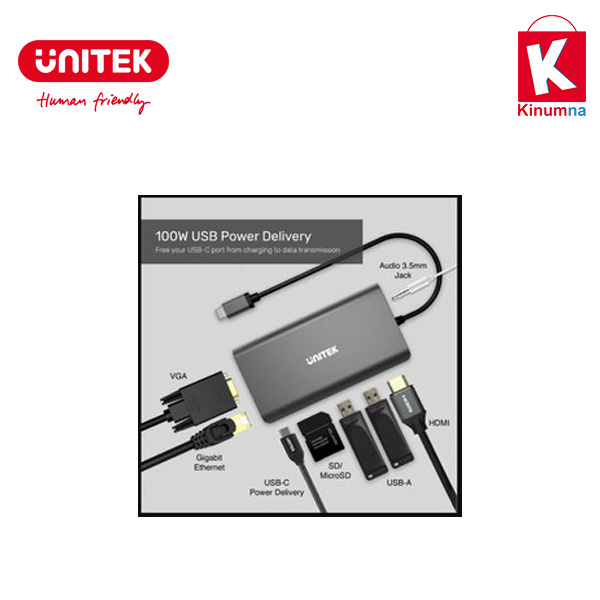 UNITEK
Human friendly
K
Kinumna
100W USB Power Delivery
Free your USB-C port from charging to data transmission
Audio 3.5mm
Jack
UNITEK
VGA
HDMI
Gigabit
Ethernet
SD/
MicroSD
USB-C
Power Delivery
USB-A
HDMI